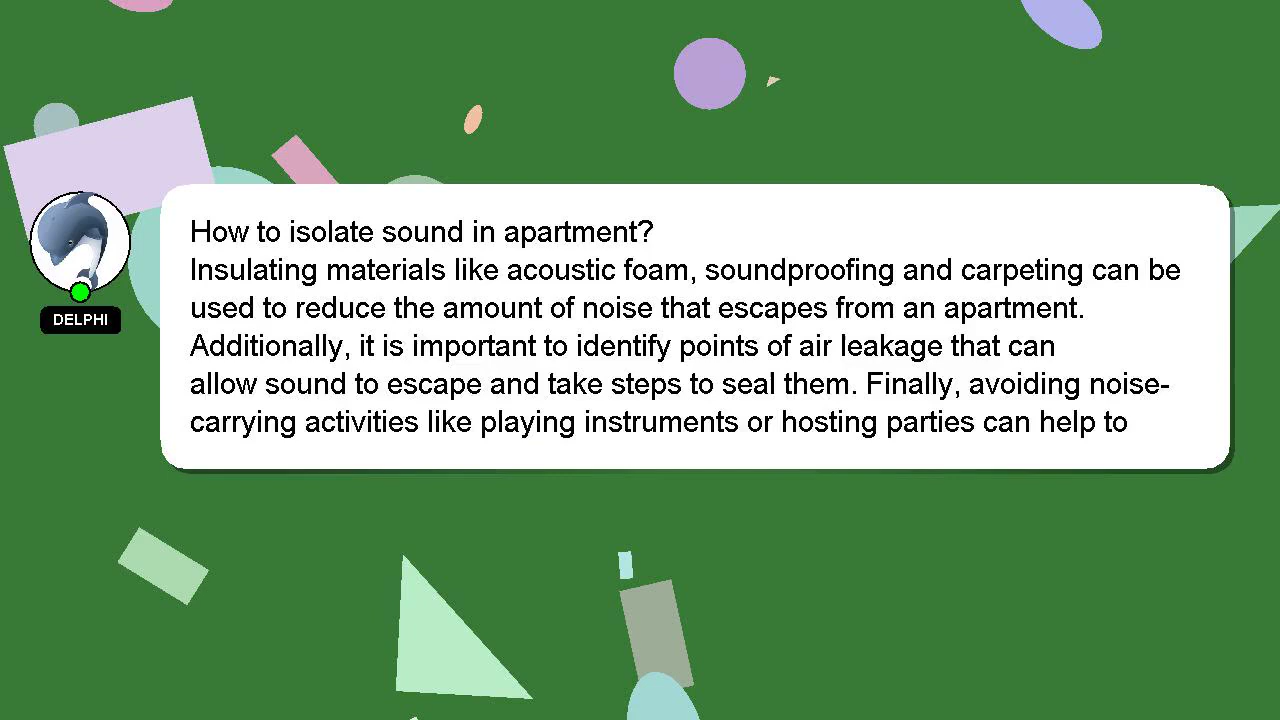 How to isolate sound in apartment?
Insulating materials like acoustic foam, soundproofing and carpeting can be
used to reduce the amount of noise that escapes from an apartment.
Additionally, it is important to identify points of air leakage that can
allow sound to escape and take steps to seal them. Finally, avoiding noise-
carrying activities like playing instruments or hosting parties can help to
DELPHI